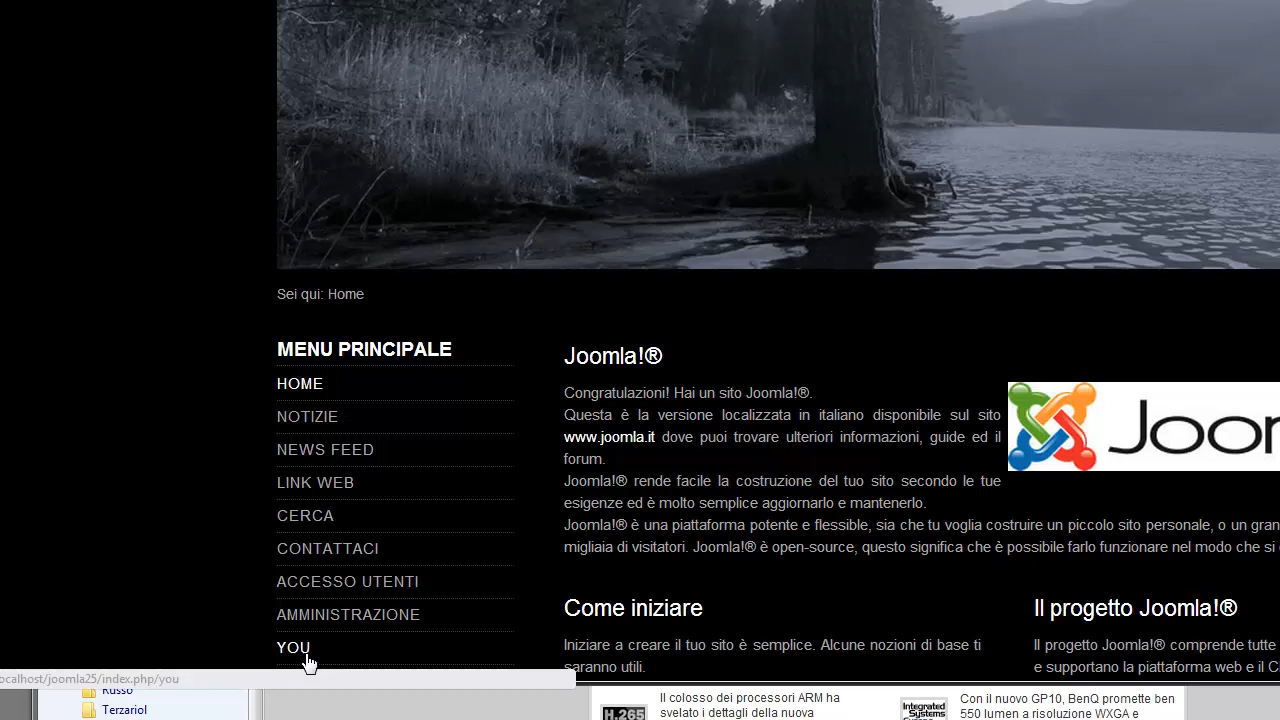 Sei qui: Home
MENU PRINCIPALE
HOME
NOTIZIE
NEWS FEED
LINK WEB
CERCA
CONTATTACI
ACCESSO UTENTI
AMMINISTRAZIONE
YOU
Joomla!®
Congratulazioni! Hai un sito Joomla!®.
Questa è la versione localizzata in italiano disponibile sul sito
www.joomla.it dove puoi trovare ulteriori informazioni, guide ed il
forum.
Joomla!® rende facile la costruzione del tuo sito secondo le tue
esigenze ed è molto semplice aggiornarlo e mantenerlo.
Joomla!® è una piattaforma potente e flessibile, sia che tu voglia costruire un piccolo sito personale, o un gran
migliaia di visitatori. Joomla!® è open-source, questo significa che è possibile farlo funzionare nel modo che si
Joo
Come iniziare
Iniziare a creare il tuo sito è semplice. Alcune nozioni di base ti
saranno utili.
Il progetto Joomla!®
Il progetto Joomla!® comprende tutte
e supportano la piattaforma web e il C
ocalhost/joomla25/index.php/you
Russo
Terzariol
H.265
Il colosso dei processori ARM ha
svelato i dettagli della nuova
Integrated
Systems
Con il nuovo GP10, BenQ promette ben
550 lumen a risoluzione WXGA e